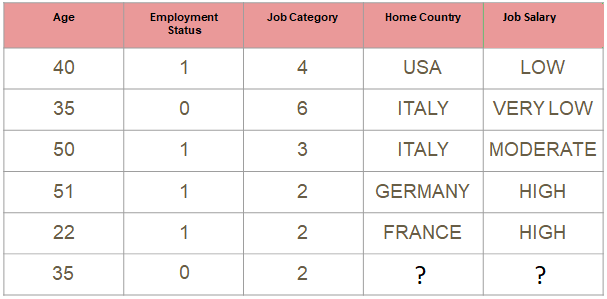 Age Employment Status Job Category Home Country Job Salary
40 1 4 USA LOW
35 0 6 ITALY VERY LOW
50 1 3 ITALY MODERATE
51 1 2 GERMANY HIGH
22 1 2 FRANCE HIGH
35 0 2 ? ?